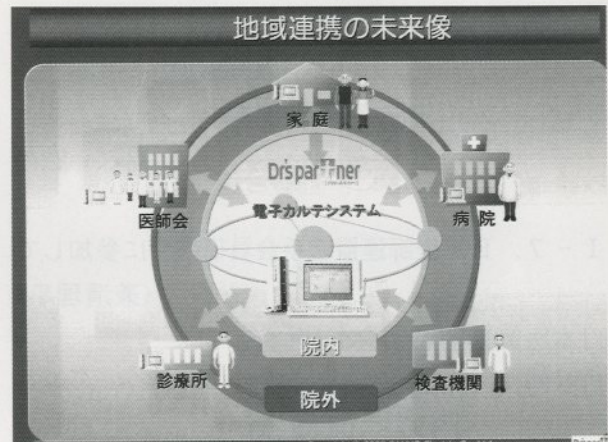 地域連携の未来像
家 庭
Dr's partner
医師会
電子カルテシステム
病 院
院内
診療所
検査機関
院外